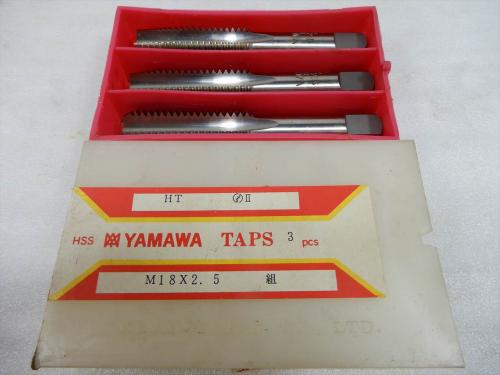 HT Ⅱ
HSS YAMAWA TAPS 3 pcs
M18X2.5 組
LTD.